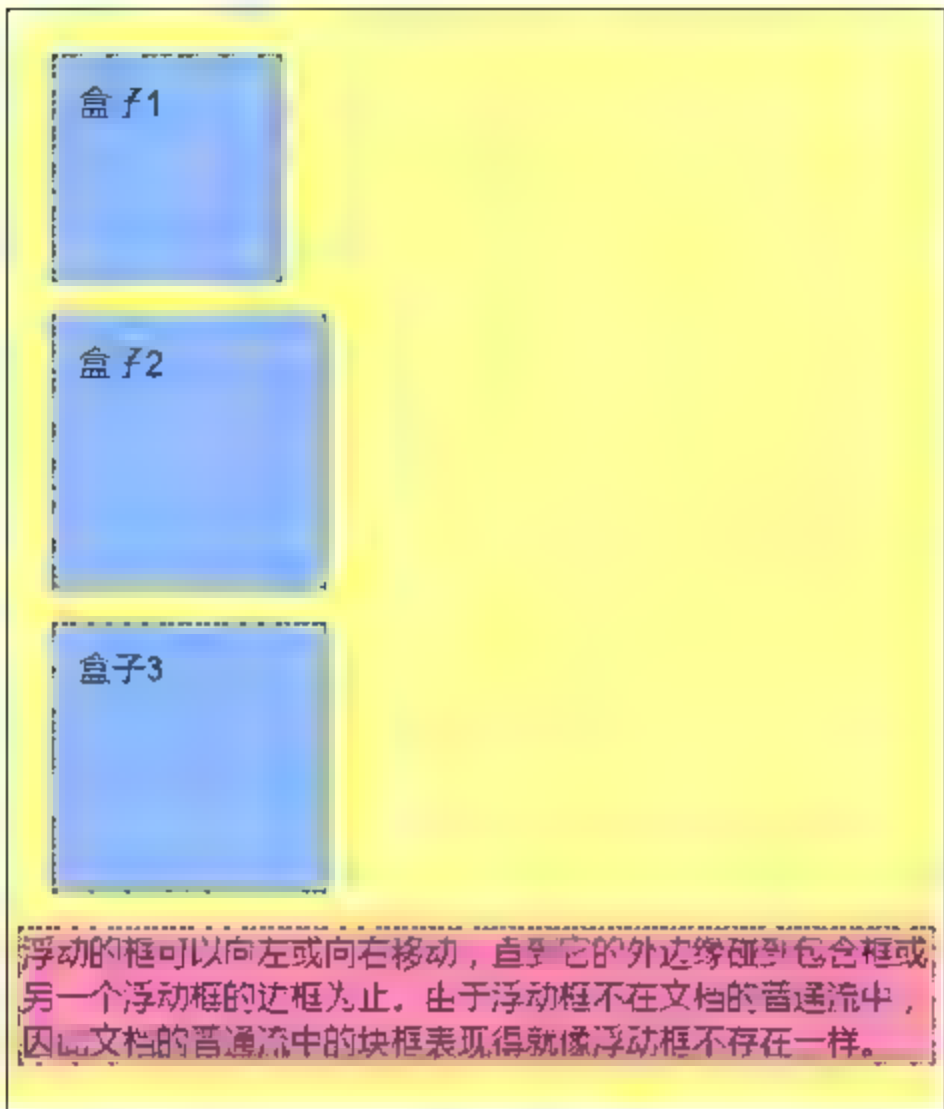 盒子1
盒子2
盒子3
浮动的框可以向左或向右移动，直到它的外边缘碰到包含框或
另一个浮动框的边框为止。由于浮动框不在文档的普通流中，
因此文档的普通流中的块框表现得就像浮动框不存在一样。